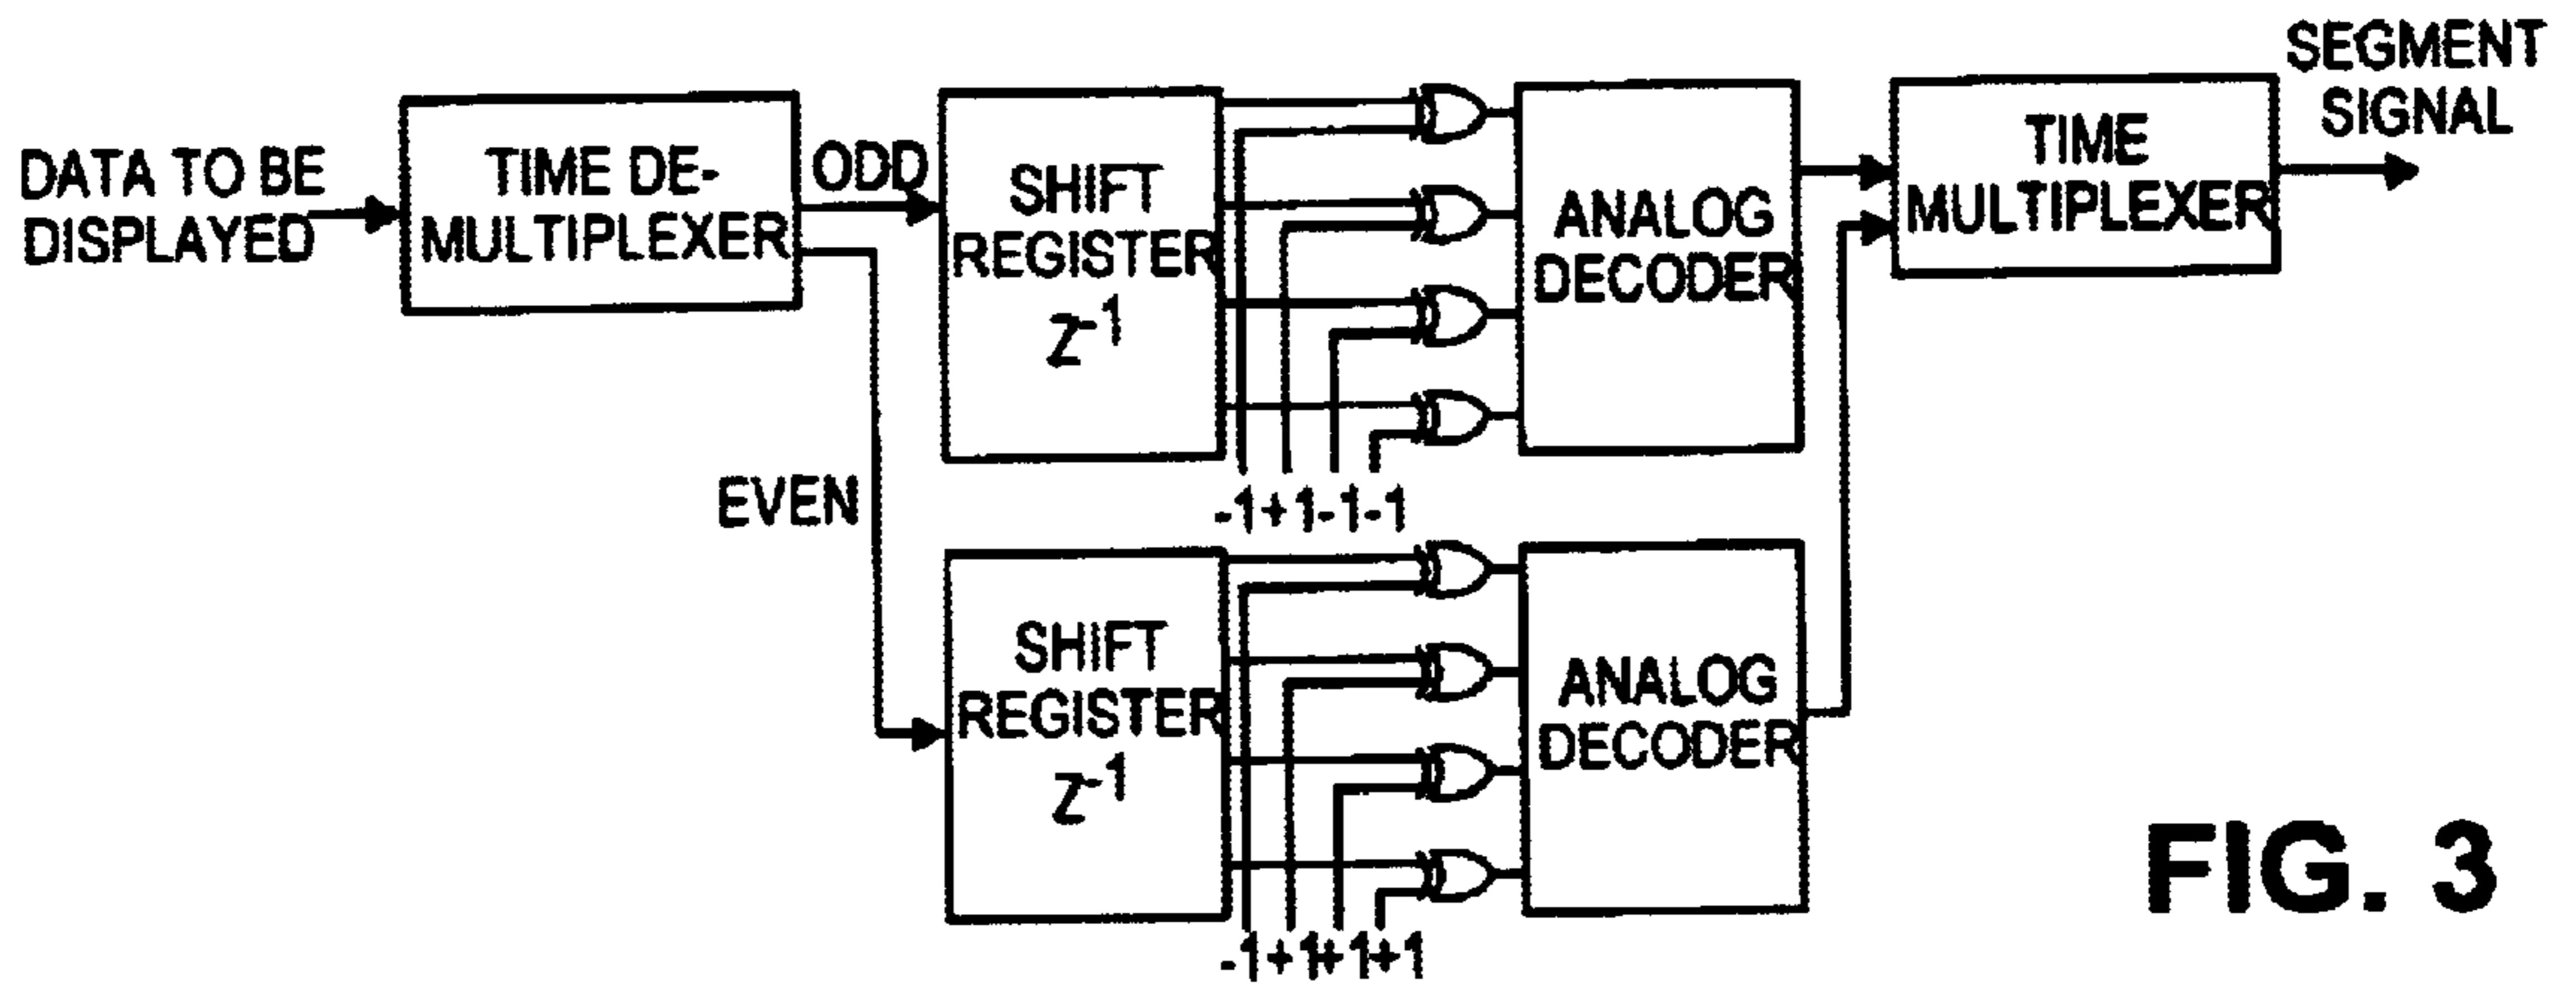 DATA TO BE
DISPLAYED
TIME DE-
MULTIPLEXER
ODD
EVEN
SHIFT
REGISTER
Z-1
-1+1-1-1
ANALOG
DECODER
TIME
MULTIPLEXER
SEGMENT
SIGNAL
SHIFT
REGISTER
Z-1
-1+1+1+1
ANALOG
DECODER
FIG. 3